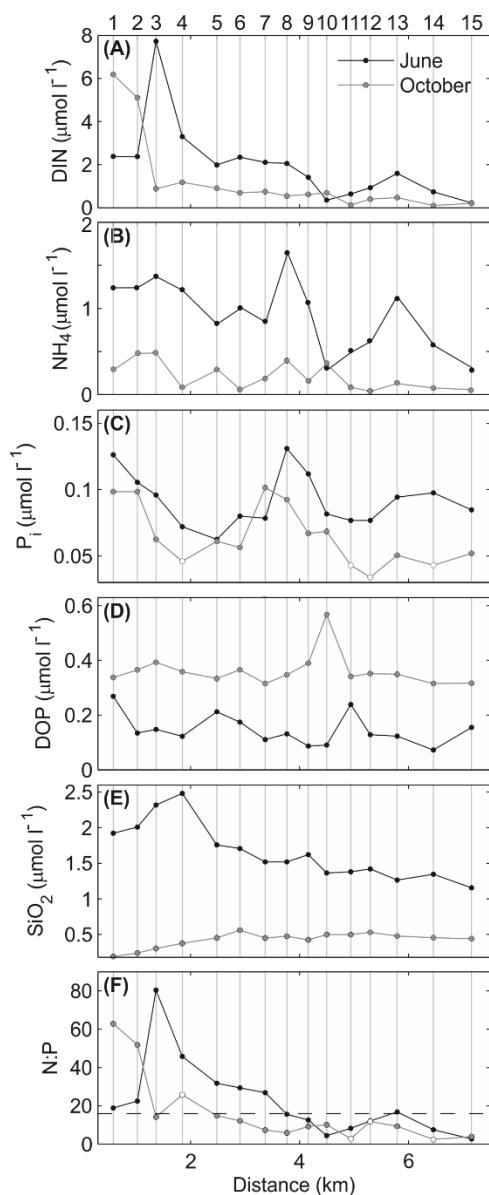 1 2 3 4 5 6 7 8 9 10 11 12 13 14 15
(A)
June
October
DIN (μmol l⁻¹)
8
6
4
2
0
(B)
NH₄ (μmol l⁻¹)
2
1
0
(C)
Pᵢ (μmol l⁻¹)
0.15
0.1
0.05
(D)
DOP (μmol l⁻¹)
0.6
0.4
0.2
0
(E)
SiO₂ (μmol l⁻¹)
2.5
2
1.5
1
0.5
(F)
N:P
80
60
40
20
0
2 4 6
Distance (km)